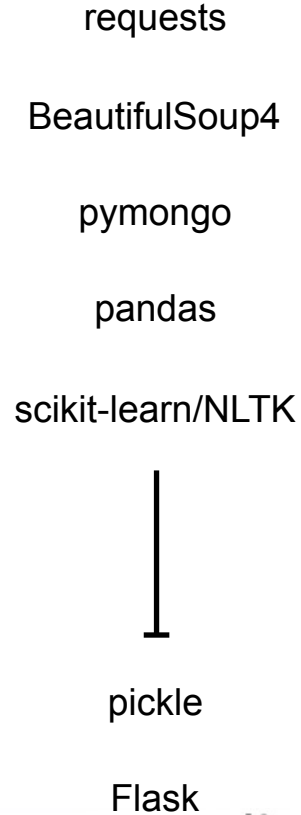 requests
BeautifulSoup4
pymongo
pandas
scikit-learn/NLTK
pickle
Flask